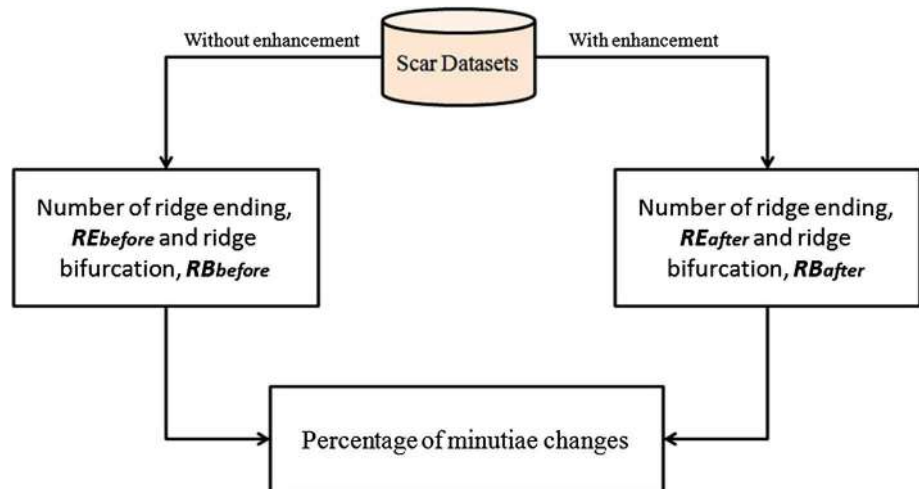 Without enhancement
With enhancement
Scar Datasets
Number of ridge ending,
REbefore and ridge
bifurcation, RBbefore
Number of ridge ending,
REafter and ridge
bifurcation, RBafter
Percentage of minutiae changes